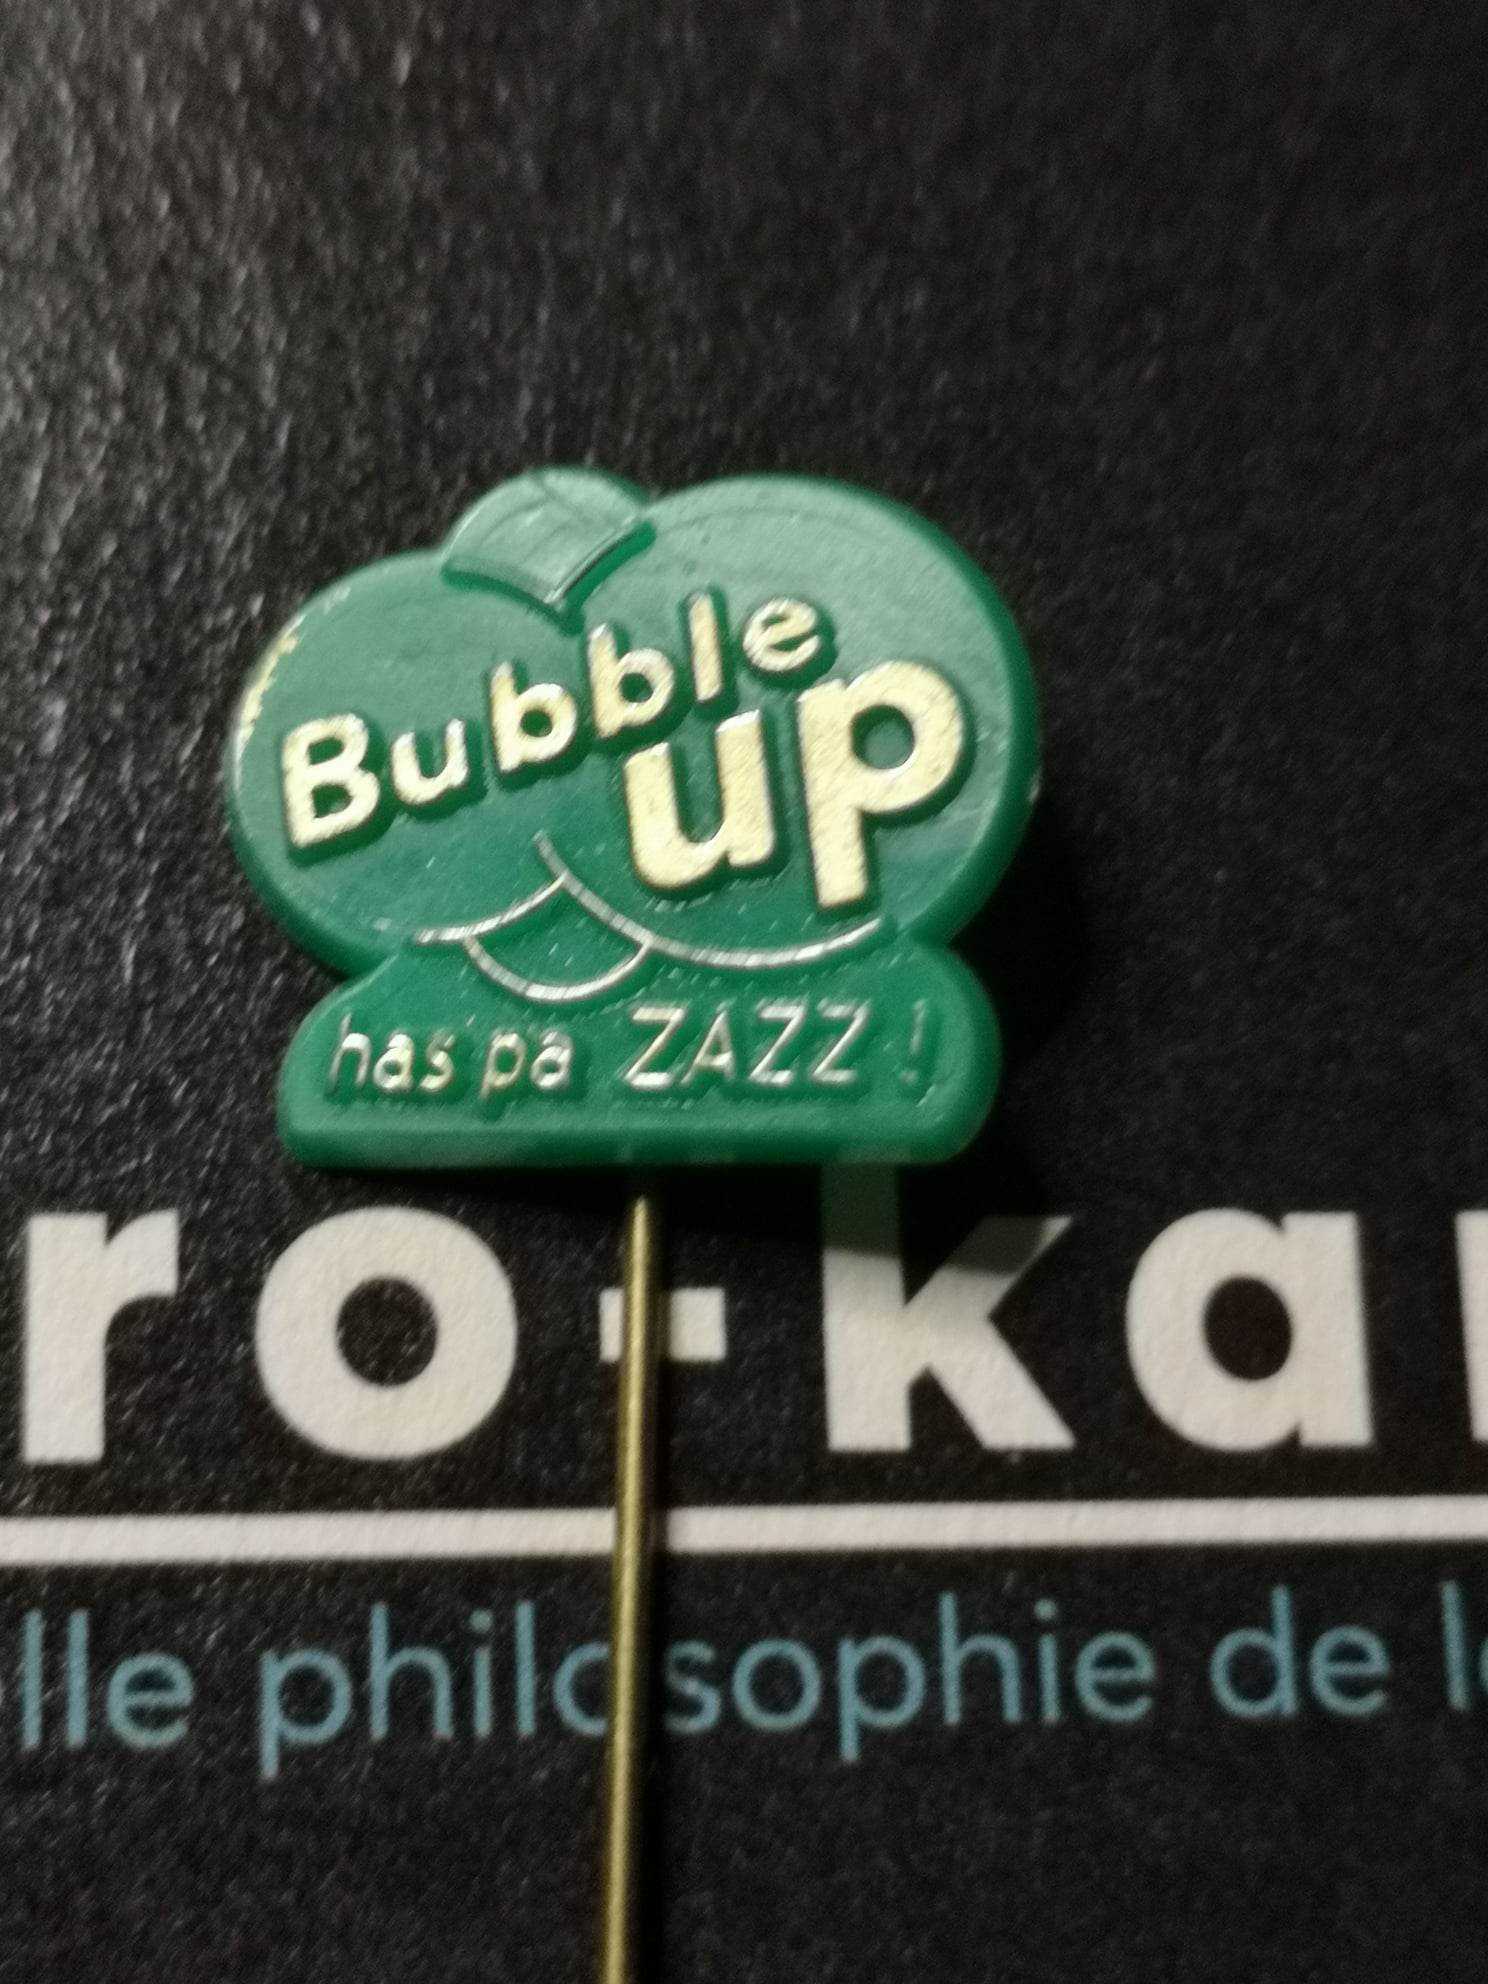 Bubble
up
has pa ZAZZ !
ro-ka
lle philosophie de l